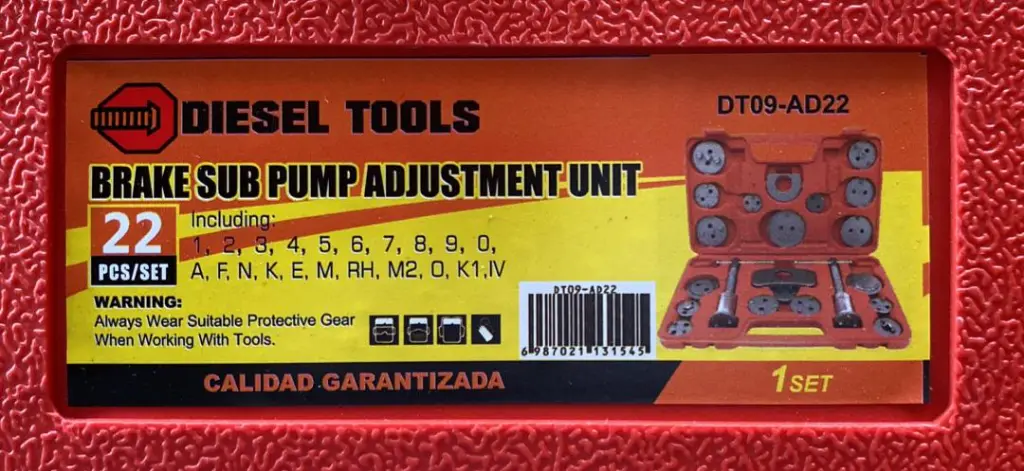 DIESEL TOOLS
DT09-AD22
BRAKE SUB PUMP ADJUSTMENT UNIT
22
PCS/SET
Including:
1, 2, 3, 4, 5, 6, 7, 8, 9, 0,
A, F, N, K, E, M, RH, M2, O, K1,IV
WARNING:
Always Wear Suitable Protective Gear
When Working With Tools.
DT09-AD22
6 987021 131545
CALIDAD GARANTIZADA
1 SET